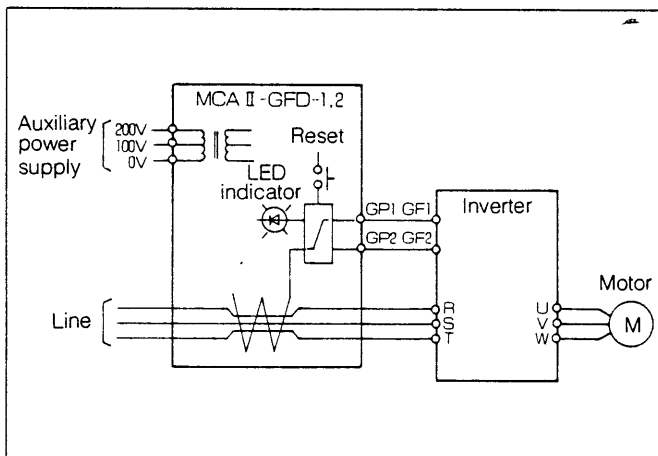 MCA II-GFD-1,2
Auxiliary
power
supply
200V
100V
0V
Reset
LED
indicator
GP1 GF1
GP2 GF2
Inverter
Motor
Line
R
S
T
U
V
W
M